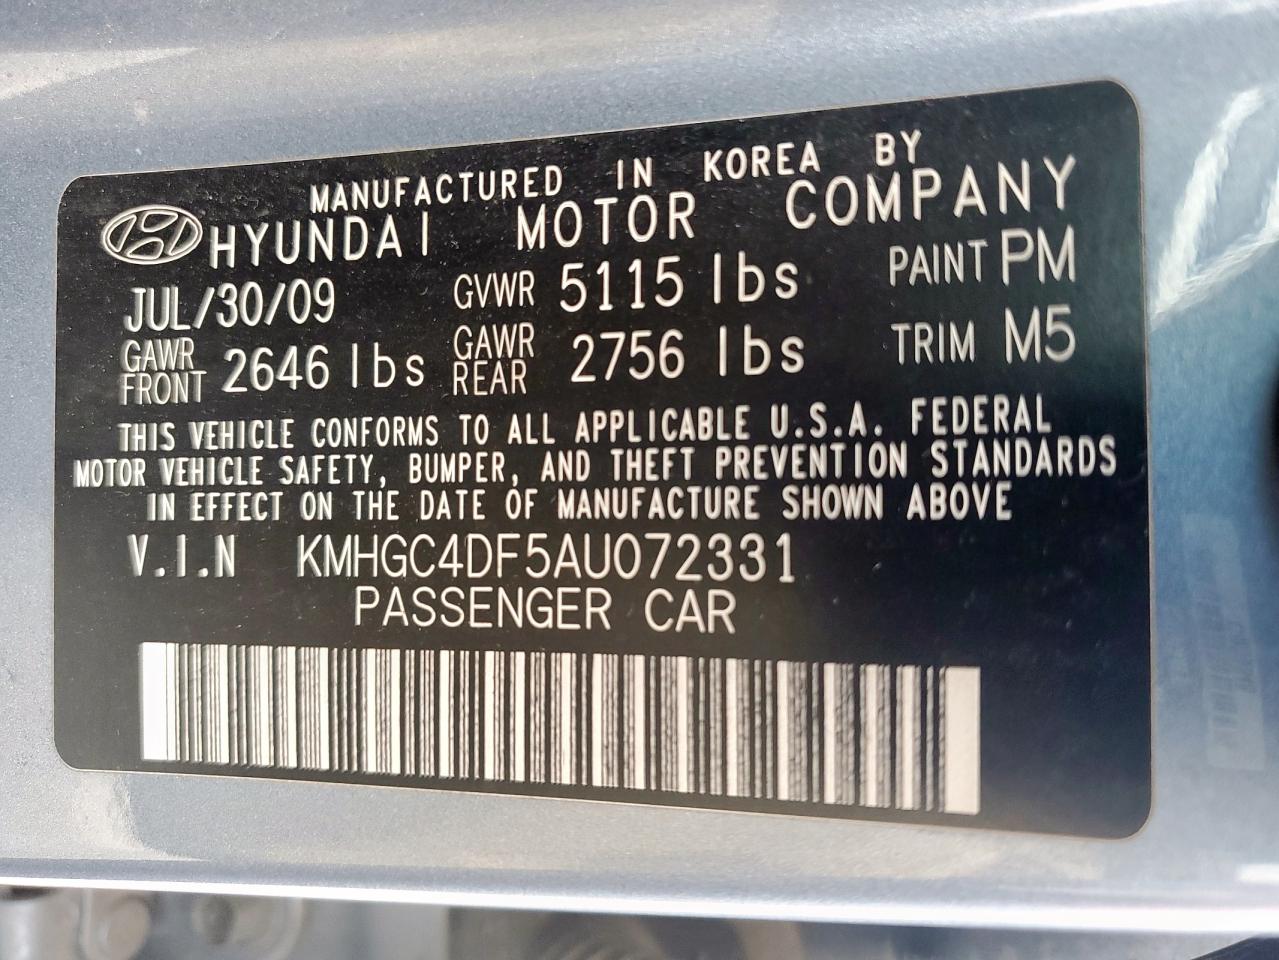 MANUFACTURED IN KOREA BY
HYUNDAI MOTOR COMPANY
JUL/30/09 GVWR 5115 lbs PAINT PM
GAWR FRONT 2646 lbs GAWR REAR 2756 lbs TRIM M5
THIS VEHICLE CONFORMS TO ALL APPLICABLE U.S.A. FEDERAL
MOTOR VEHICLE SAFETY, BUMPER, AND THEFT PREVENTION STANDARDS
IN EFFECT ON THE DATE OF MANUFACTURE SHOWN ABOVE
V.I.N KMHGC4DF5AU072331
PASSENGER CAR